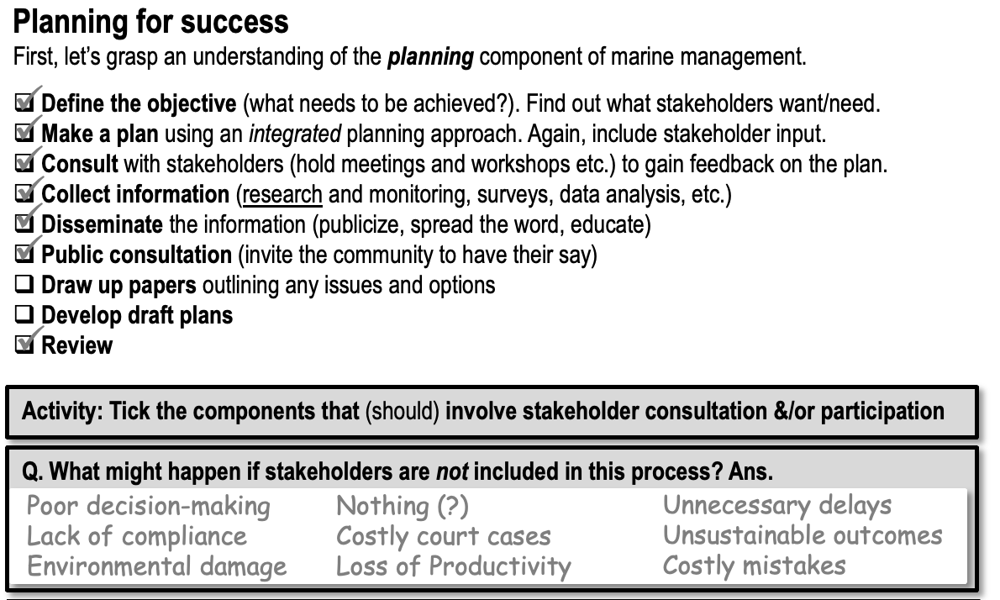 Planning for success
First, let's grasp an understanding of the planning component of marine management.
Define the objective (what needs to be achieved?). Find out what stakeholders want/need.
Make a plan using an integrated planning approach. Again, include stakeholder input.
Consult with stakeholders (hold meetings and workshops etc.) to gain feedback on the plan.
Collect information (research and monitoring, surveys, data analysis, etc.)
Disseminate the information (publicize, spread the word, educate)
Public consultation (invite the community to have their say)
Draw up papers outlining any issues and options
Develop draft plans
Review
Activity: Tick the components that (should) involve stakeholder consultation &/or participation
Q. What might happen if stakeholders are not included in this process? Ans.
Poor decision-making Nothing (?) Unnecessary delays
Lack of compliance Costly court cases Unsustainable outcomes
Environmental damage Loss of Productivity Costly mistakes